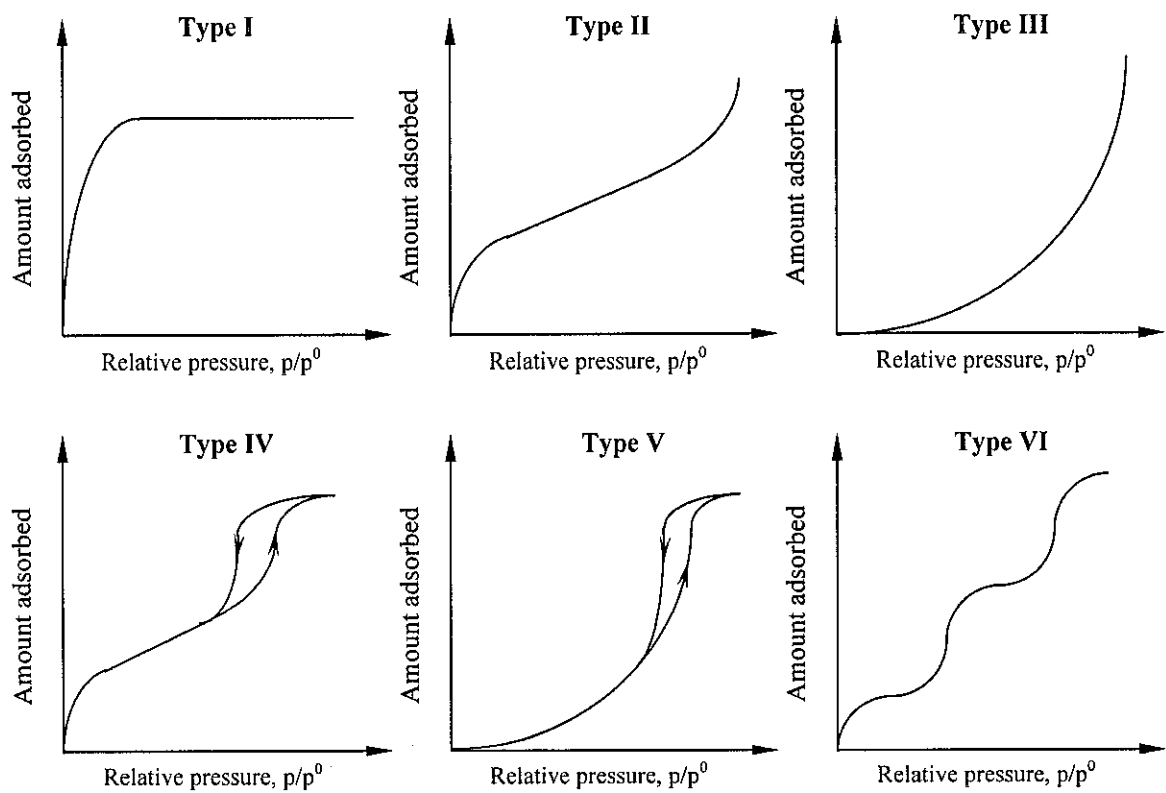 Type I
Type II
Type III
Amount adsorbed
Amount adsorbed
Amount adsorbed
Relative pressure, p/p⁰
Relative pressure, p/p⁰
Relative pressure, p/p⁰
Type IV
Type V
Type VI
Amount adsorbed
Amount adsorbed
Amount adsorbed
Relative pressure, p/p⁰
Relative pressure, p/p⁰
Relative pressure, p/p⁰